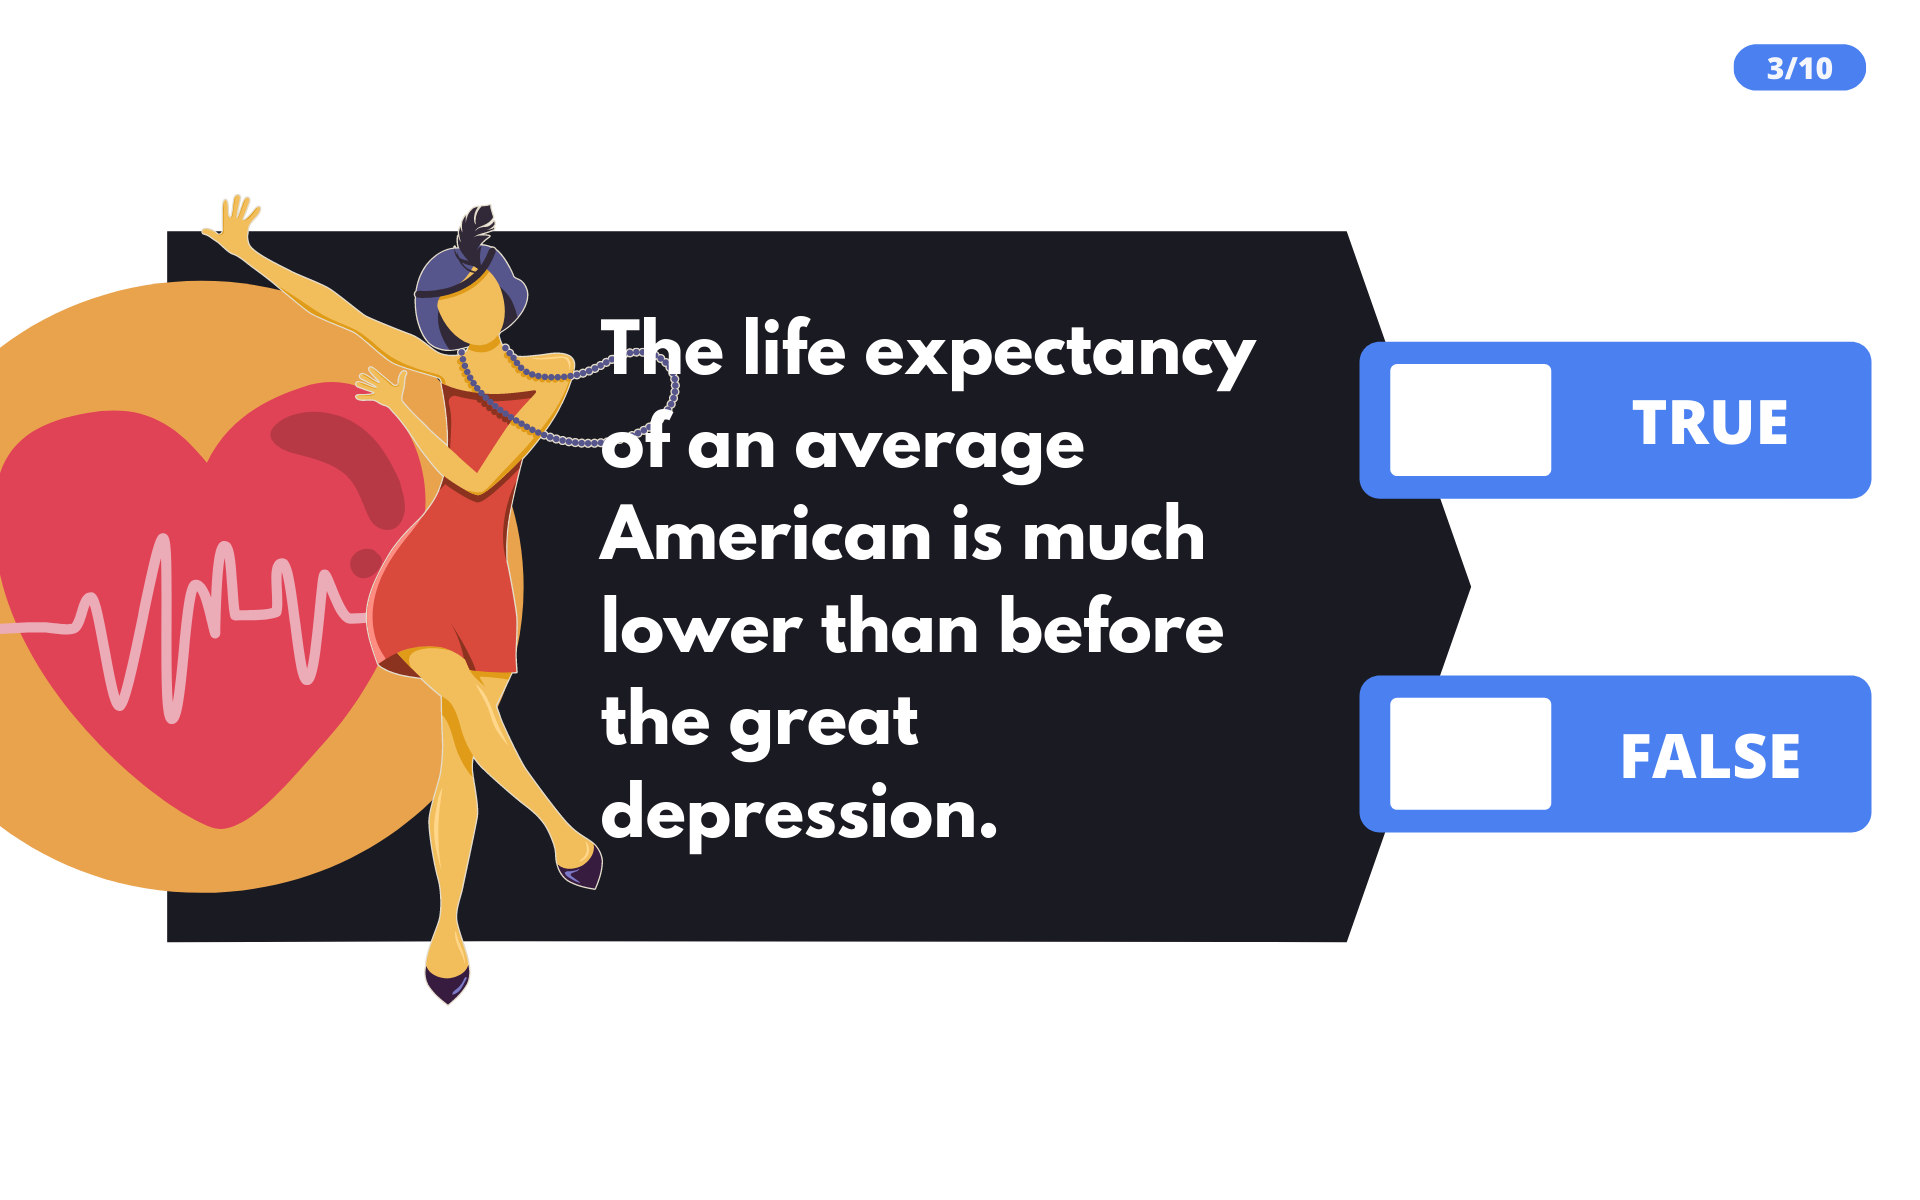 3/10
The life expectancy
of an average
American is much
lower than before
the great
depression.
TRUE
FALSE